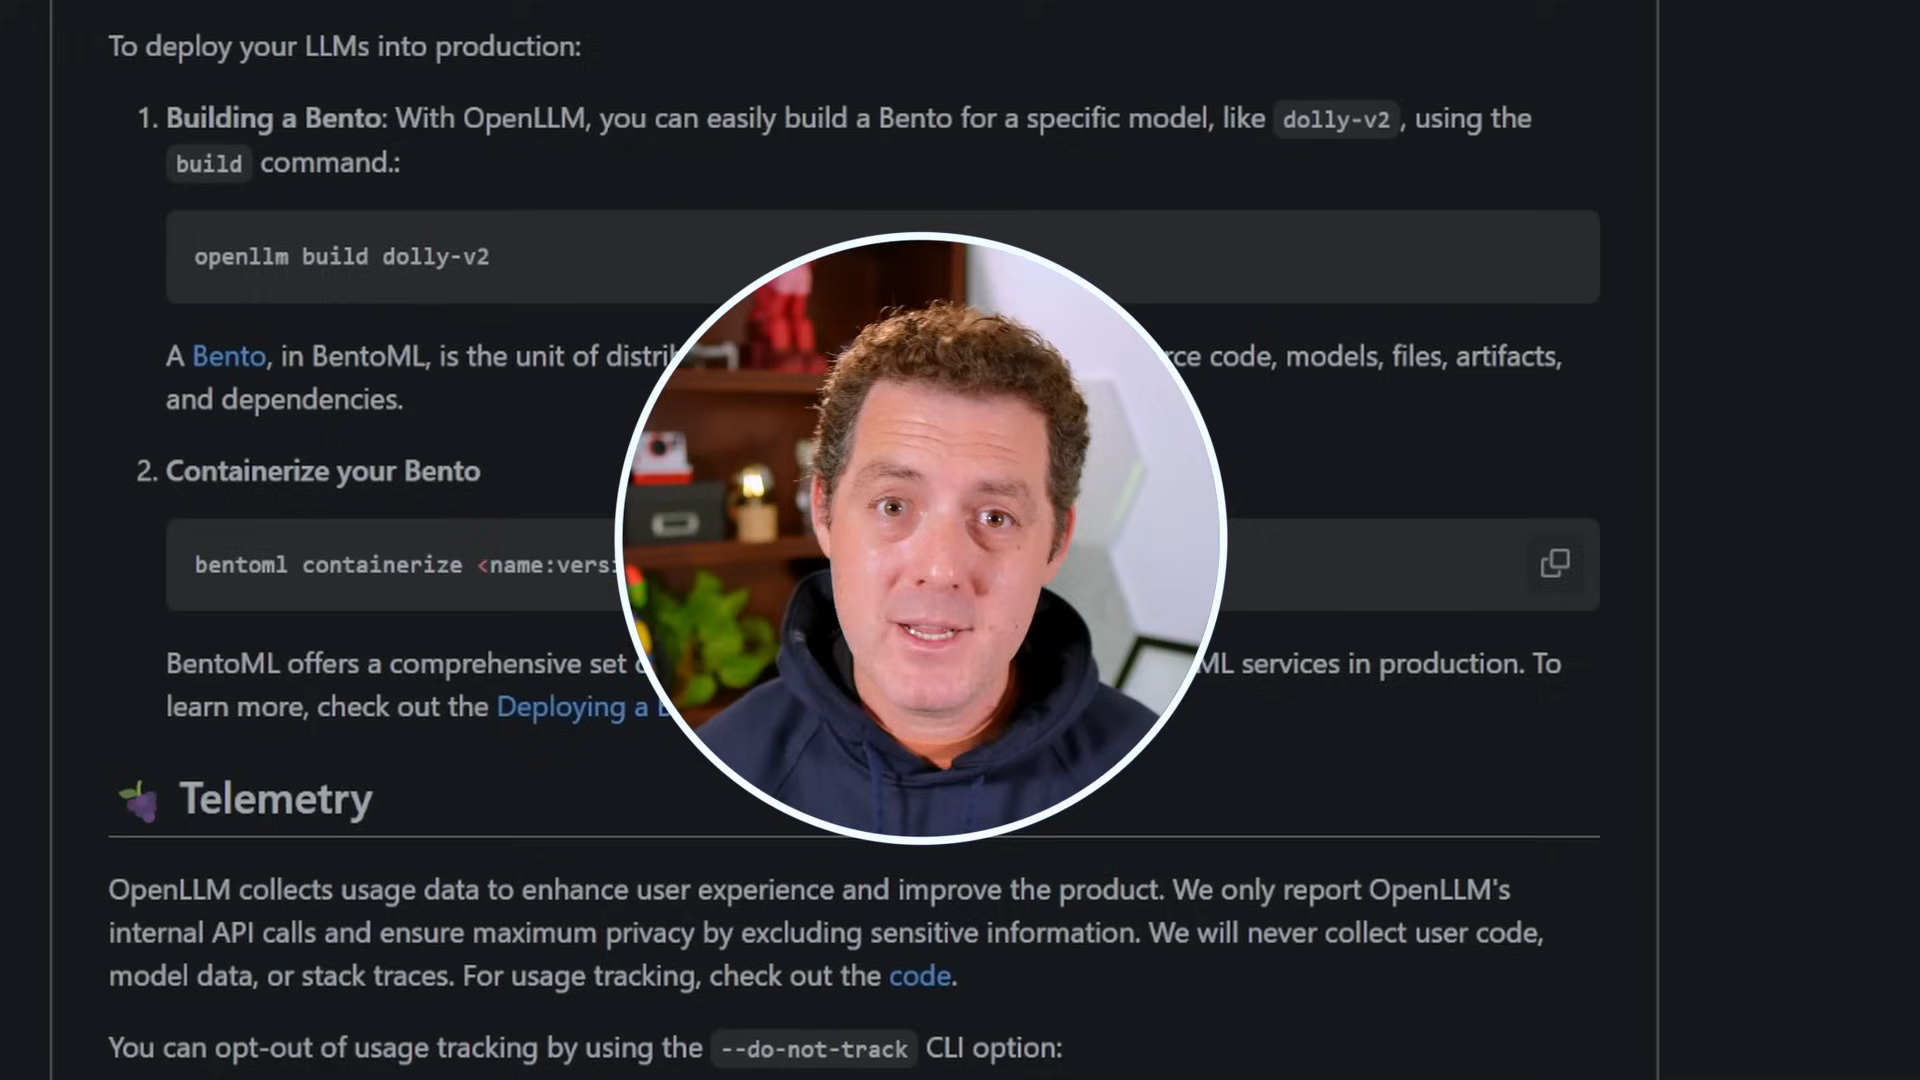 To deploy your LLMs into production:
1. Building a Bento: With OpenLLM, you can easily build a Bento for a specific model, like dolly-v2 , using the
build command.:
openllm build dolly-v2
A Bento, in BentoML, is the unit of code, models, files, artifacts,
and dependencies.
2. Containerize your Bento
bentoml containerize <name:versi
BentoML offers a comprehensive set ML services in production. To
learn more, check out the Deploying a
Telemetry
OpenLLM collects usage data to enhance user experience and improve the product. We only report OpenLLM's
internal API calls and ensure maximum privacy by excluding sensitive information. We will never collect user code,
model data, or stack traces. For usage tracking, check out the code.
You can opt-out of usage tracking by using the --do-not-track CLI option: